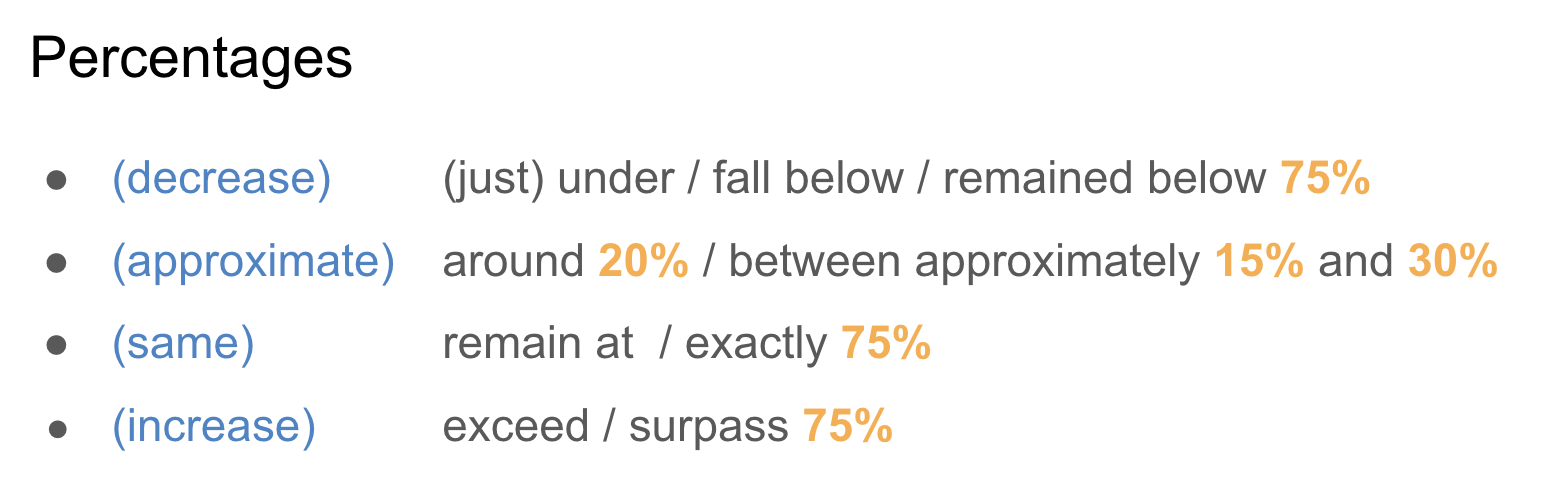 Percentages
● (decrease) (just) under / fall below / remained below 75%
● (approximate) around 20% / between approximately 15% and 30%
● (same) remain at / exactly 75%
● (increase) exceed / surpass 75%